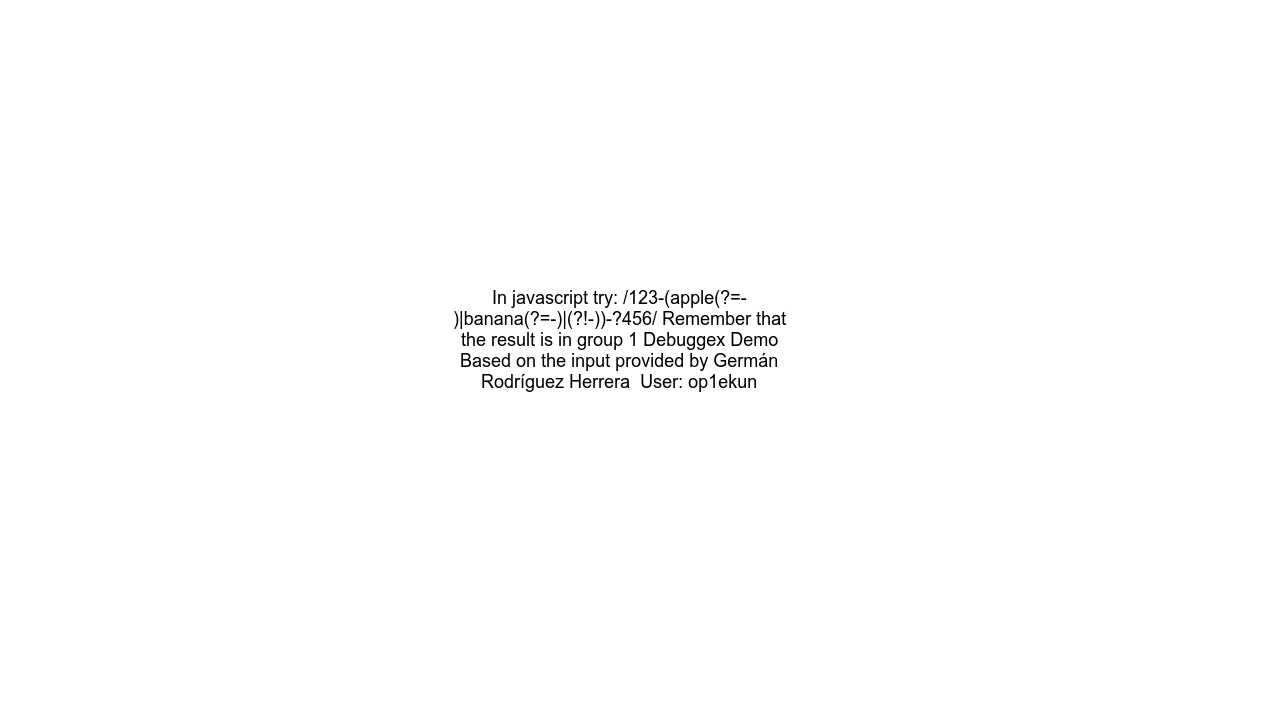 In javascript try: /123-(apple(?=-
)|banana(?=-)|(?!-))-?456/ Remember that
the result is in group 1 Debuggex Demo
Based on the input provided by Germán
Rodríguez Herrera  User: op1ekun